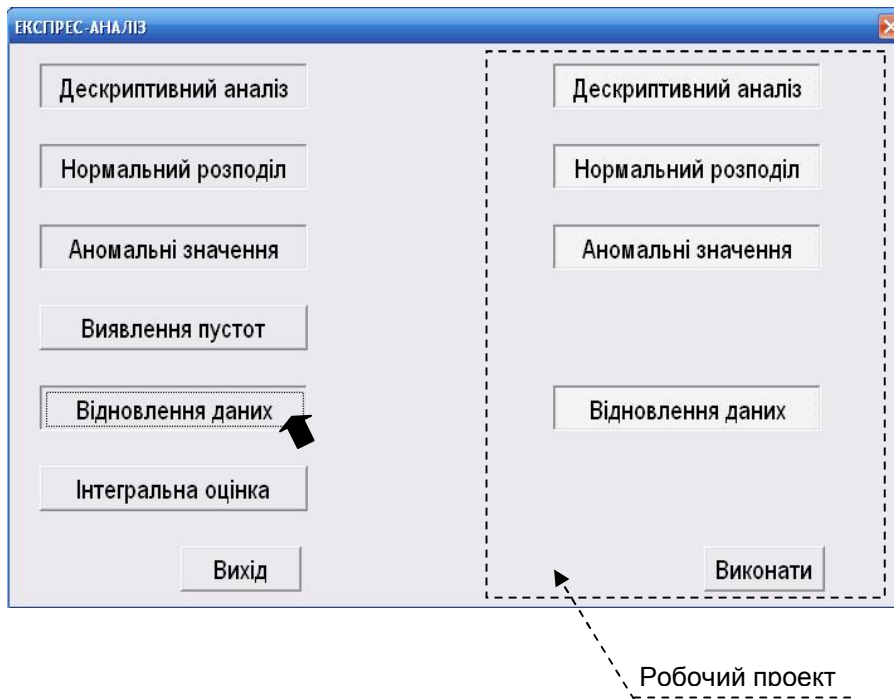 ЕКСПРЕС-АНАЛІЗ
Дескриптивний аналіз
Дескриптивний аналіз
Нормальний розподіл
Нормальний розподіл
Аномальні значення
Аномальні значення
Виявлення пустот
Відновлення даних
Відновлення даних
Інтегральна оцінка
Вихід
Виконати
Робочий проект